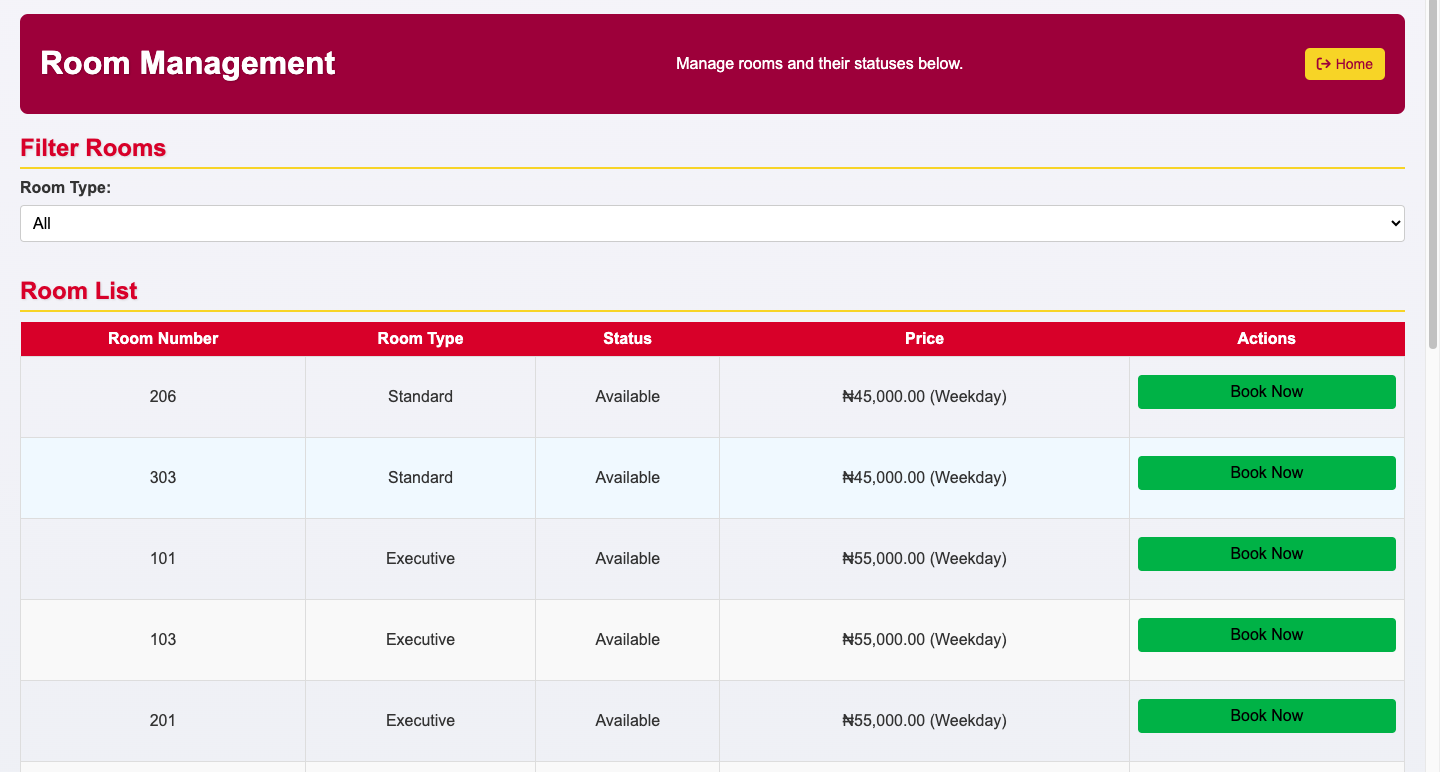 Room Management
Manage rooms and their statuses below.
Home
Filter Rooms
Room Type:
All
Room List
Room Number Room Type Status Price Actions
206 Standard Available ₦45,000.00 (Weekday) Book Now
303 Standard Available ₦45,000.00 (Weekday) Book Now
101 Executive Available ₦55,000.00 (Weekday) Book Now
103 Executive Available ₦55,000.00 (Weekday) Book Now
201 Executive Available ₦55,000.00 (Weekday) Book Now